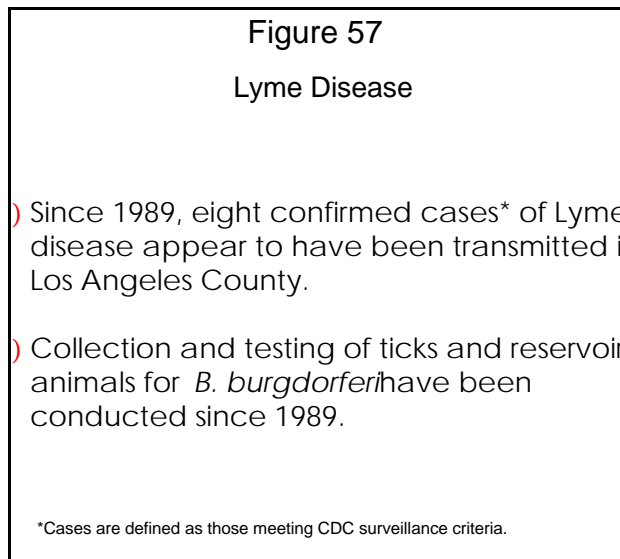 Figure 57
Lyme Disease
) Since 1989, eight confirmed cases* of Lyme
disease appear to have been transmitted i
Los Angeles County.
) Collection and testing of ticks and reservoir
animals for B. burgdorferihave been
conducted since 1989.
*Cases are defined as those meeting CDC surveillance criteria.